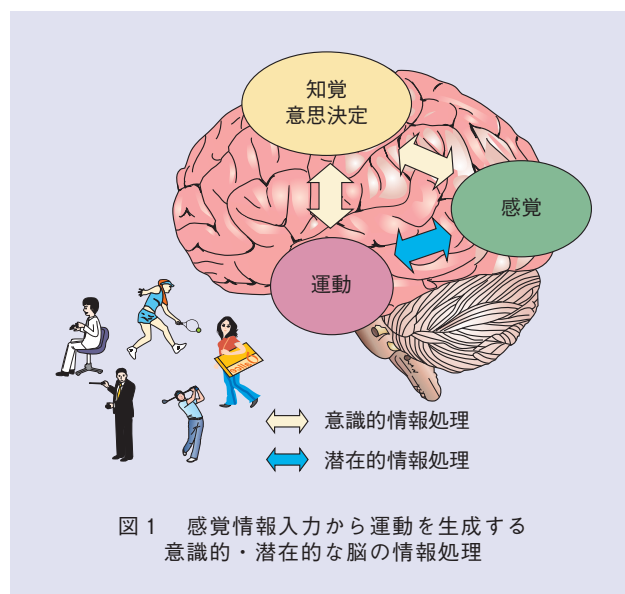 知覚
意思決定
感覚
運動
意識的情報処理
潜在的情報処理
図1 感覚情報入力から運動を生成する
意識的・潜在的な脳の情報処理